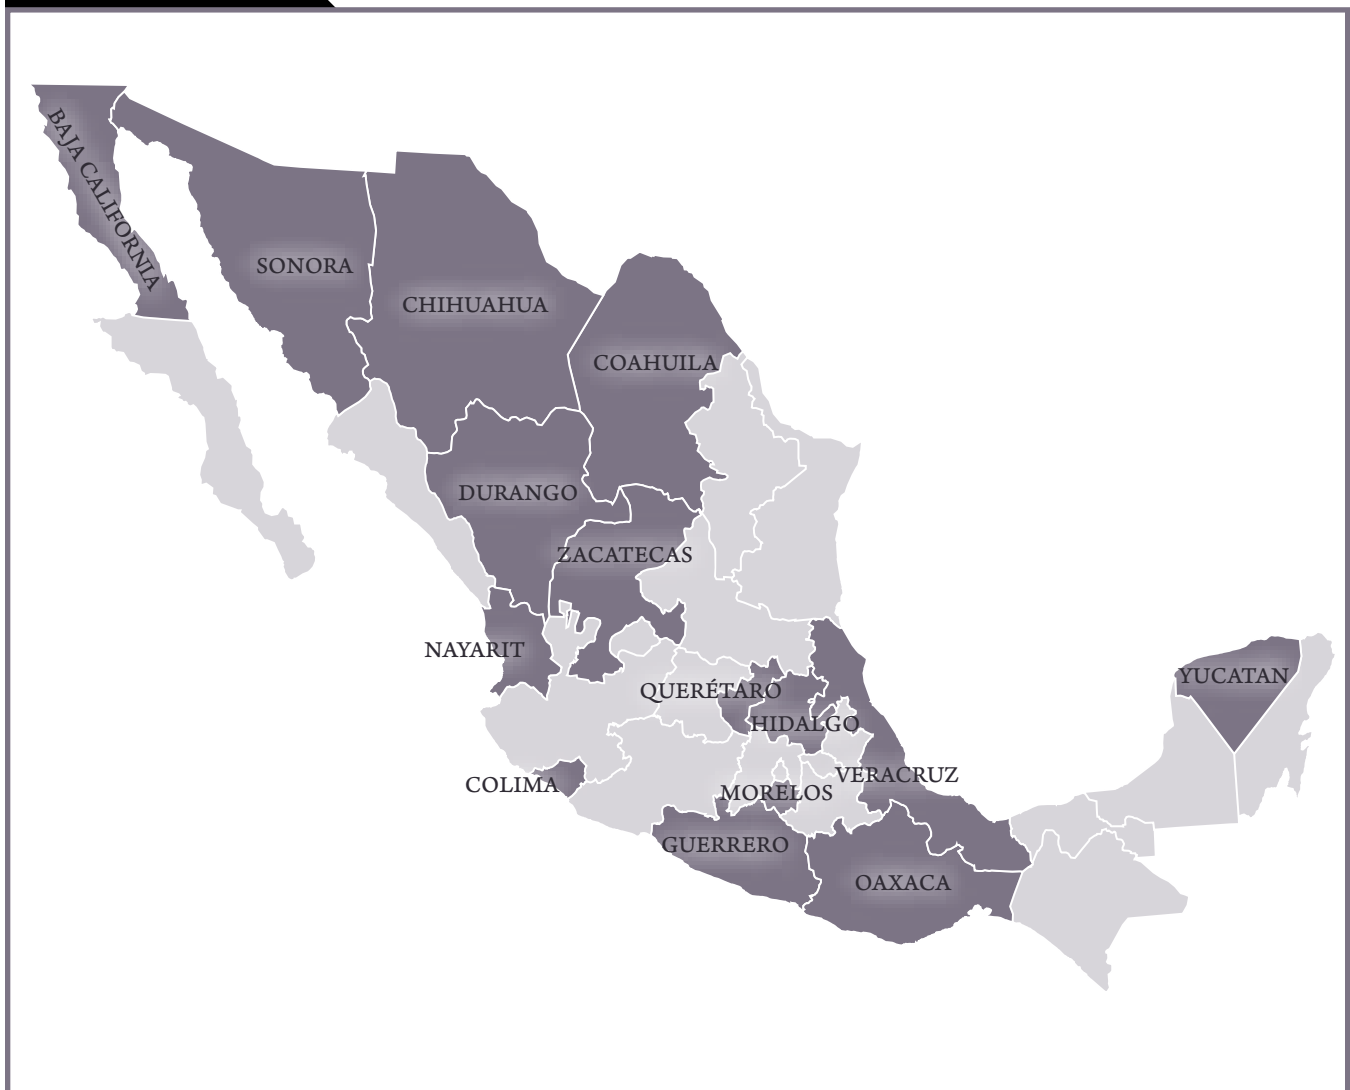 BAJA CALIFORNIA
SONORA
CHIHUAHUA
COAHUILA
DURANGO
ZACATECAS
NAYARIT
YUCATAN
QUERÉTARO
HIDALGO
VERACRUZ
COLIMA
MORELOS
GUERRERO
OAXACA